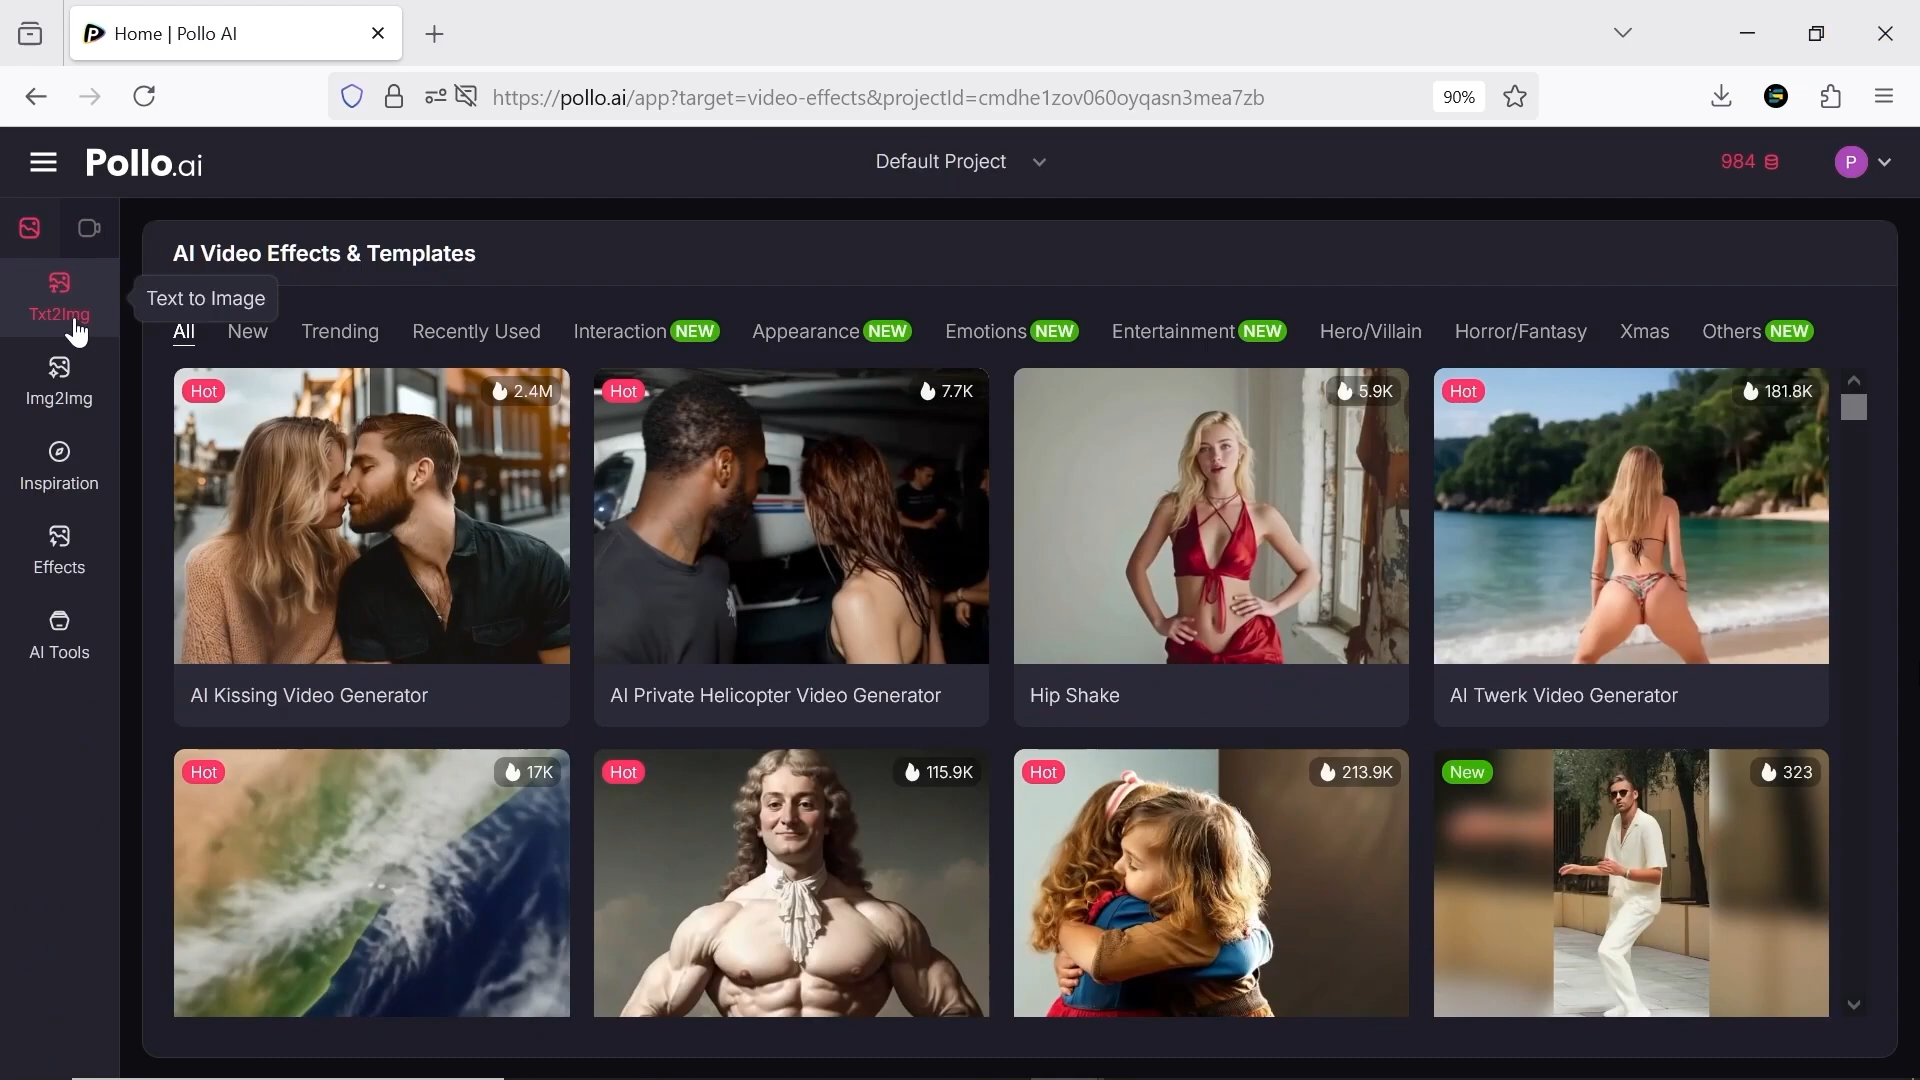 Home | Pollo AI
https://pollo.ai/app?target=video-effects&projectId=cmdhe1zov060oyqasn3mea7zb
90%
Pollo.ai
Default Project
984
P
Txt2Img
Text to Image
Img2Img
Inspiration
Effects
AI Tools
AI Video Effects & Templates
All New Trending Recently Used Interaction NEW Appearance NEW Emotions NEW Entertainment NEW Hero/Villain Horror/Fantasy Xmas Others NEW
Hot 2.4M
Hot 7.7K
5.9K
Hot 181.8K
AI Kissing Video Generator
AI Private Helicopter Video Generator
Hip Shake
AI Twerk Video Generator
Hot 17K
Hot 115.9K
Hot 213.9K
New 323